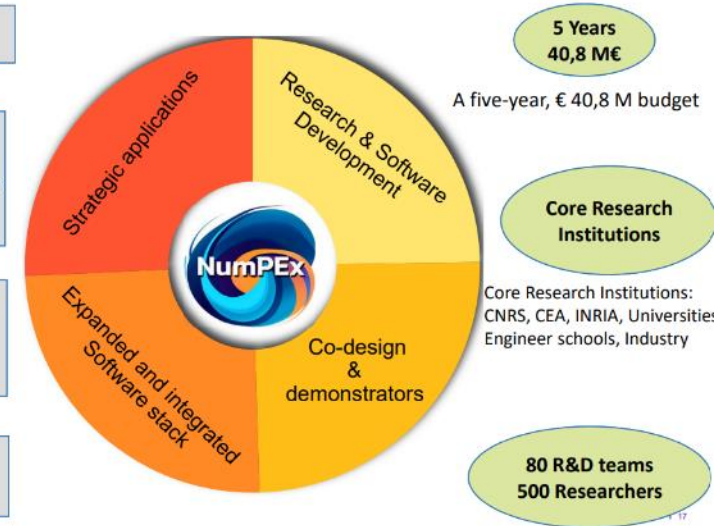 5 Years
40,8 M€
A five-year, € 40,8 M budget
Strategic applications
Research & Software
Development
NumPEx
Core Research
Institutions
Core Research Institutions:
CNRS, CEA, INRIA, Universities
Engineer schools, Industry
Expanded and integrated
Software stack
Co-design
&
demonstrators
80 R&D teams
500 Researchers
17